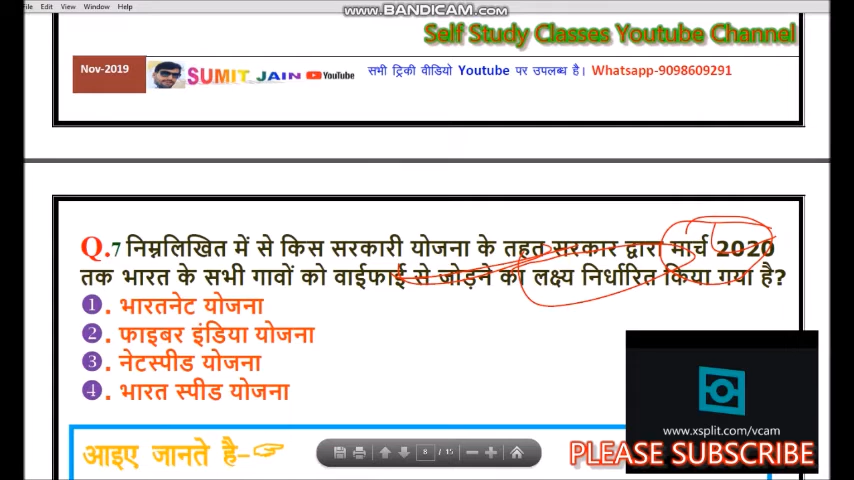 www.BANDICAM.com
File Edit View Window Help
Self Study Classes Youtube Channel
Nov-2019
SUMIT JAIN YouTube
सभी ट्रिकी वीडियो Youtube पर उपलब्ध है। Whatsapp-9098609291
Q.7 निम्नलिखित में से किस सरकारी योजना के तहत सरकार द्वारा मार्च 2020
तक भारत के सभी गावों को वाईफाई से जोड़ने का लक्ष्य निर्धारित किया गया है?
1. भारतनेट योजना
2. फाइबर इंडिया योजना
3. नेटस्पीड योजना
4. भारत स्पीड योजना
आइए जानते है-
8 / 15
www.xsplit.com/vcam
PLEASE SUBSCRIBE